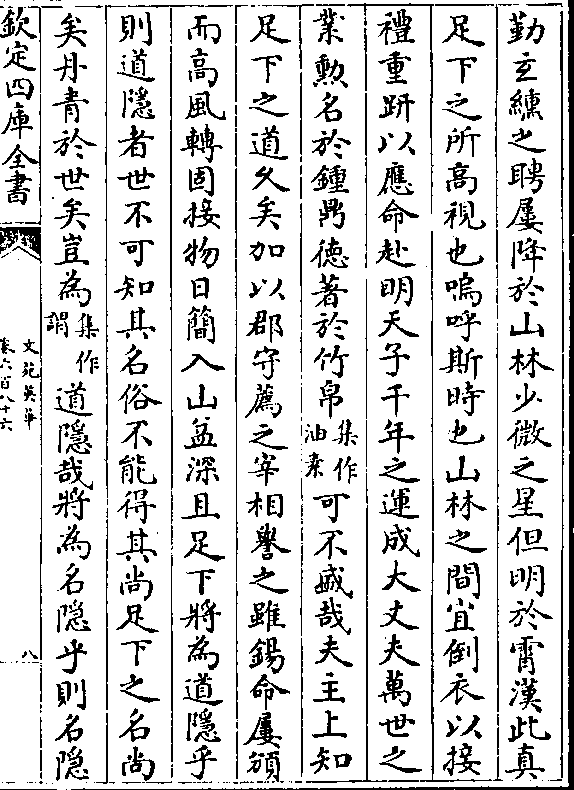 勤玄纁之聘屢降於山林少微之星但明於霄漢此真
足下之所高視也嗚呼斯時也山林之間宜倒衣以接
禮重趼以應命赴明天子千年之運成大丈夫萬世之
業勲名於鍾鼎德著於竹帛集作油素可不盛哉夫主上知
足下之道久矣加以郡守薦之宰相譽之雖錫命屢頒
而高風轉固接物日簡入山益深且足下將為道隱乎
則道隱者世不可知其名俗不能得其尚足下之名尚
矣丹青於世矣豈為集作謂道隱哉將為名隱乎則名隱
欽定四庫全書
文苑英華
卷六百八十六
八